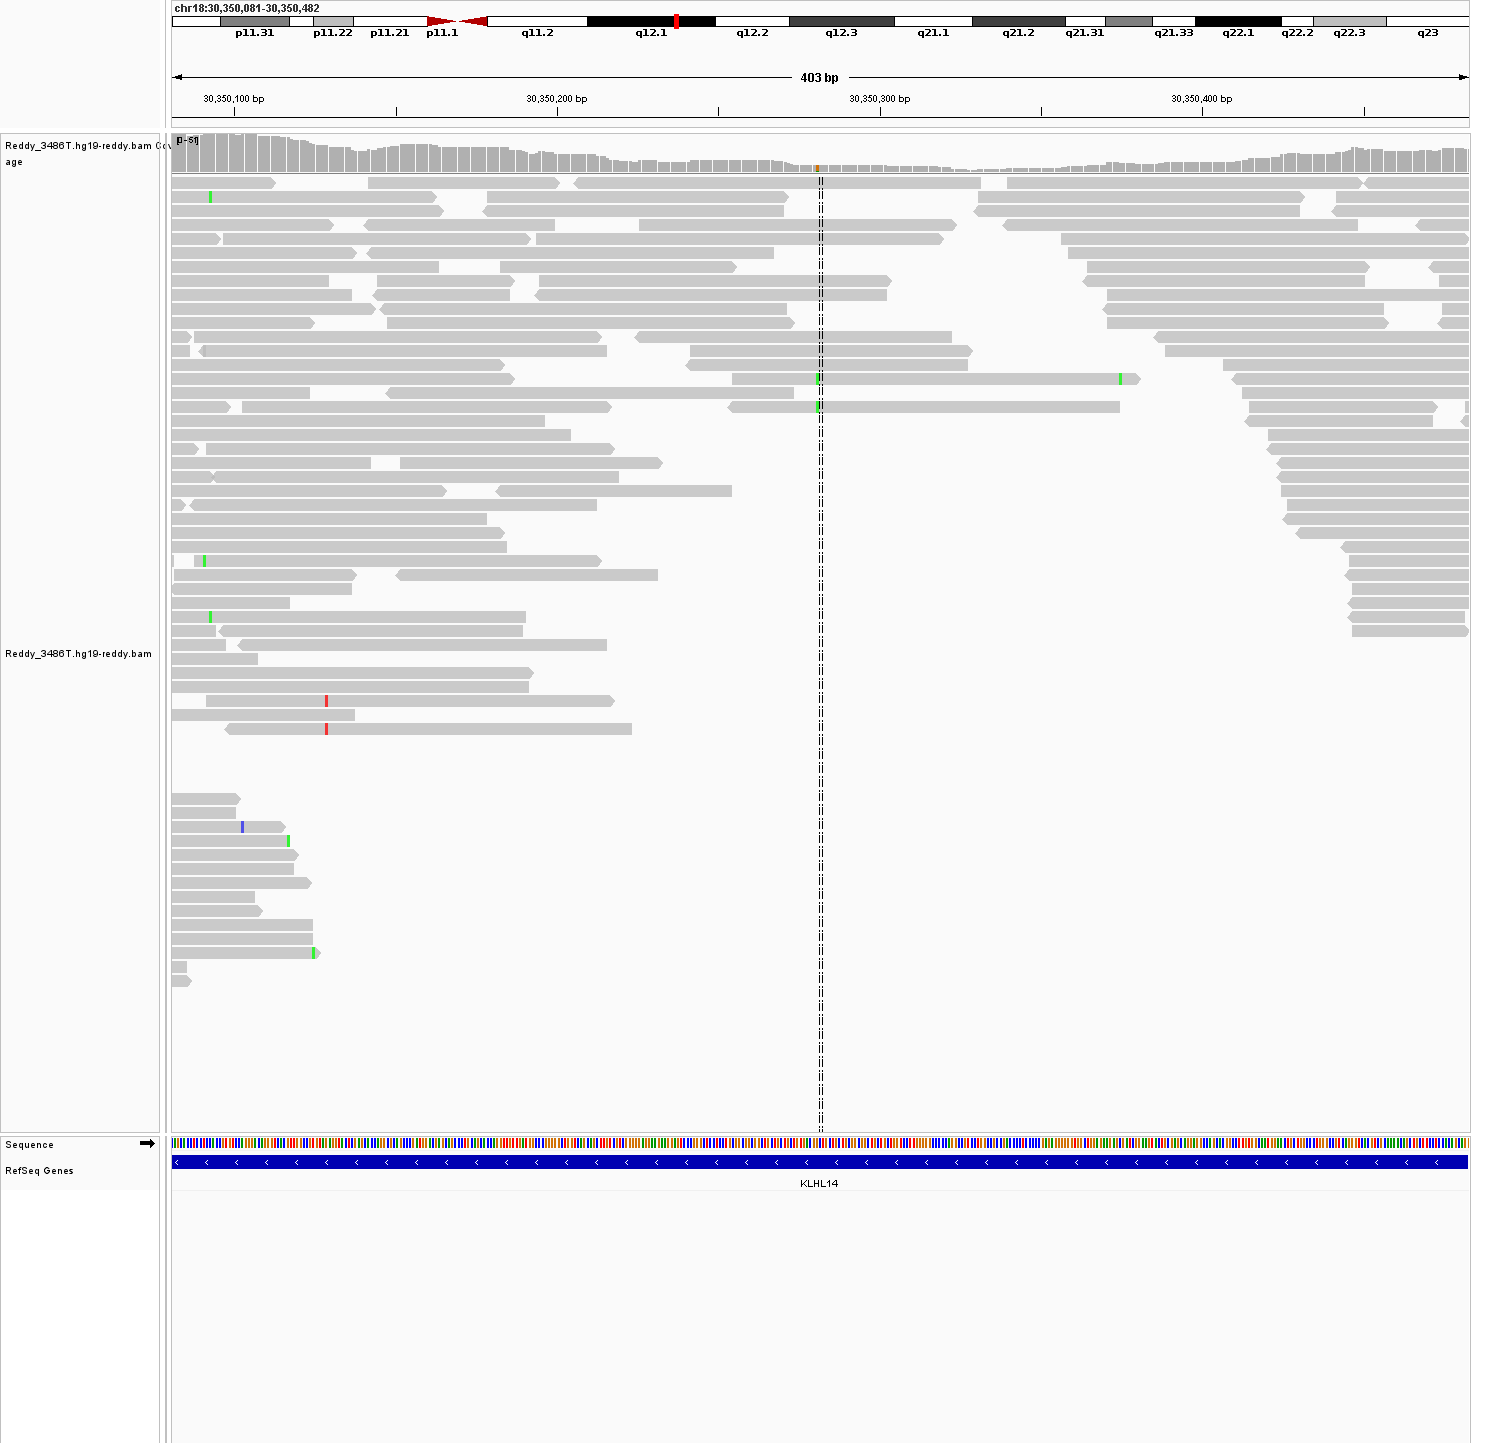 chr18:30,350,081-30,350,482
p11.31 p11.22 p11.21 p11.1 q11.2 q12.1 q12.2 q12.3 q21.1 q21.2 q21.31 q21.33 q22.1 q22.2 q22.3 q23
403 bp
30,350,100 bp 30,350,200 bp 30,350,300 bp 30,350,400 bp
[0-51]
Reddy_3486T.hg19-reddy.bam Cov
age
Reddy_3486T.hg19-reddy.bam
Sequence
RefSeq Genes
KLHL14